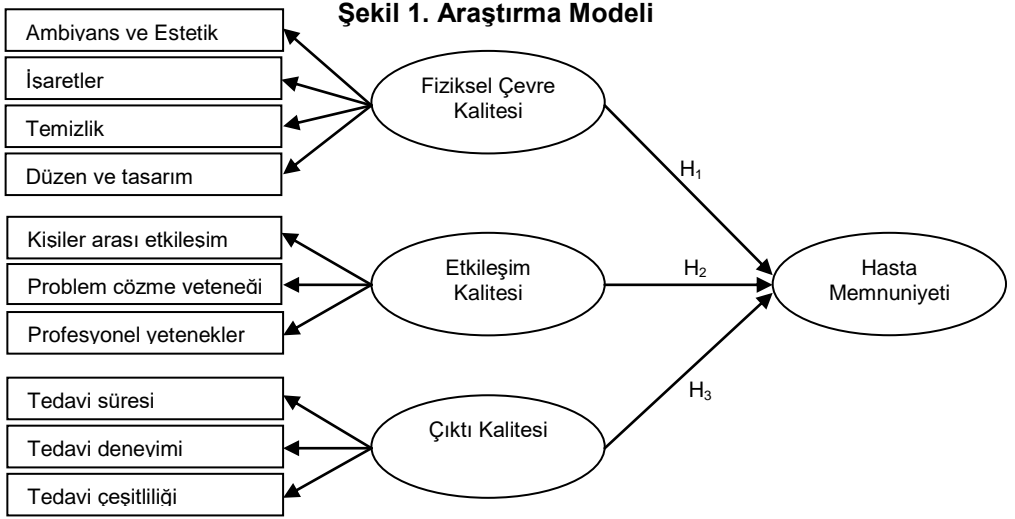 Şekil 1. Araştırma Modeli
Ambiyans ve Estetik
İşaretler
Temizlik
Düzen ve tasarım
Fiziksel Çevre
Kalitesi
H₁
Kişiler arası etkileşim
Problem çözme yeteneği
Profesyonel yetenekler
Etkileşim
Kalitesi
H₂
Hasta
Memnuniyeti
Tedavi süresi
Tedavi deneyimi
Tedavi çeşitliliği
Çıktı Kalitesi
H₃